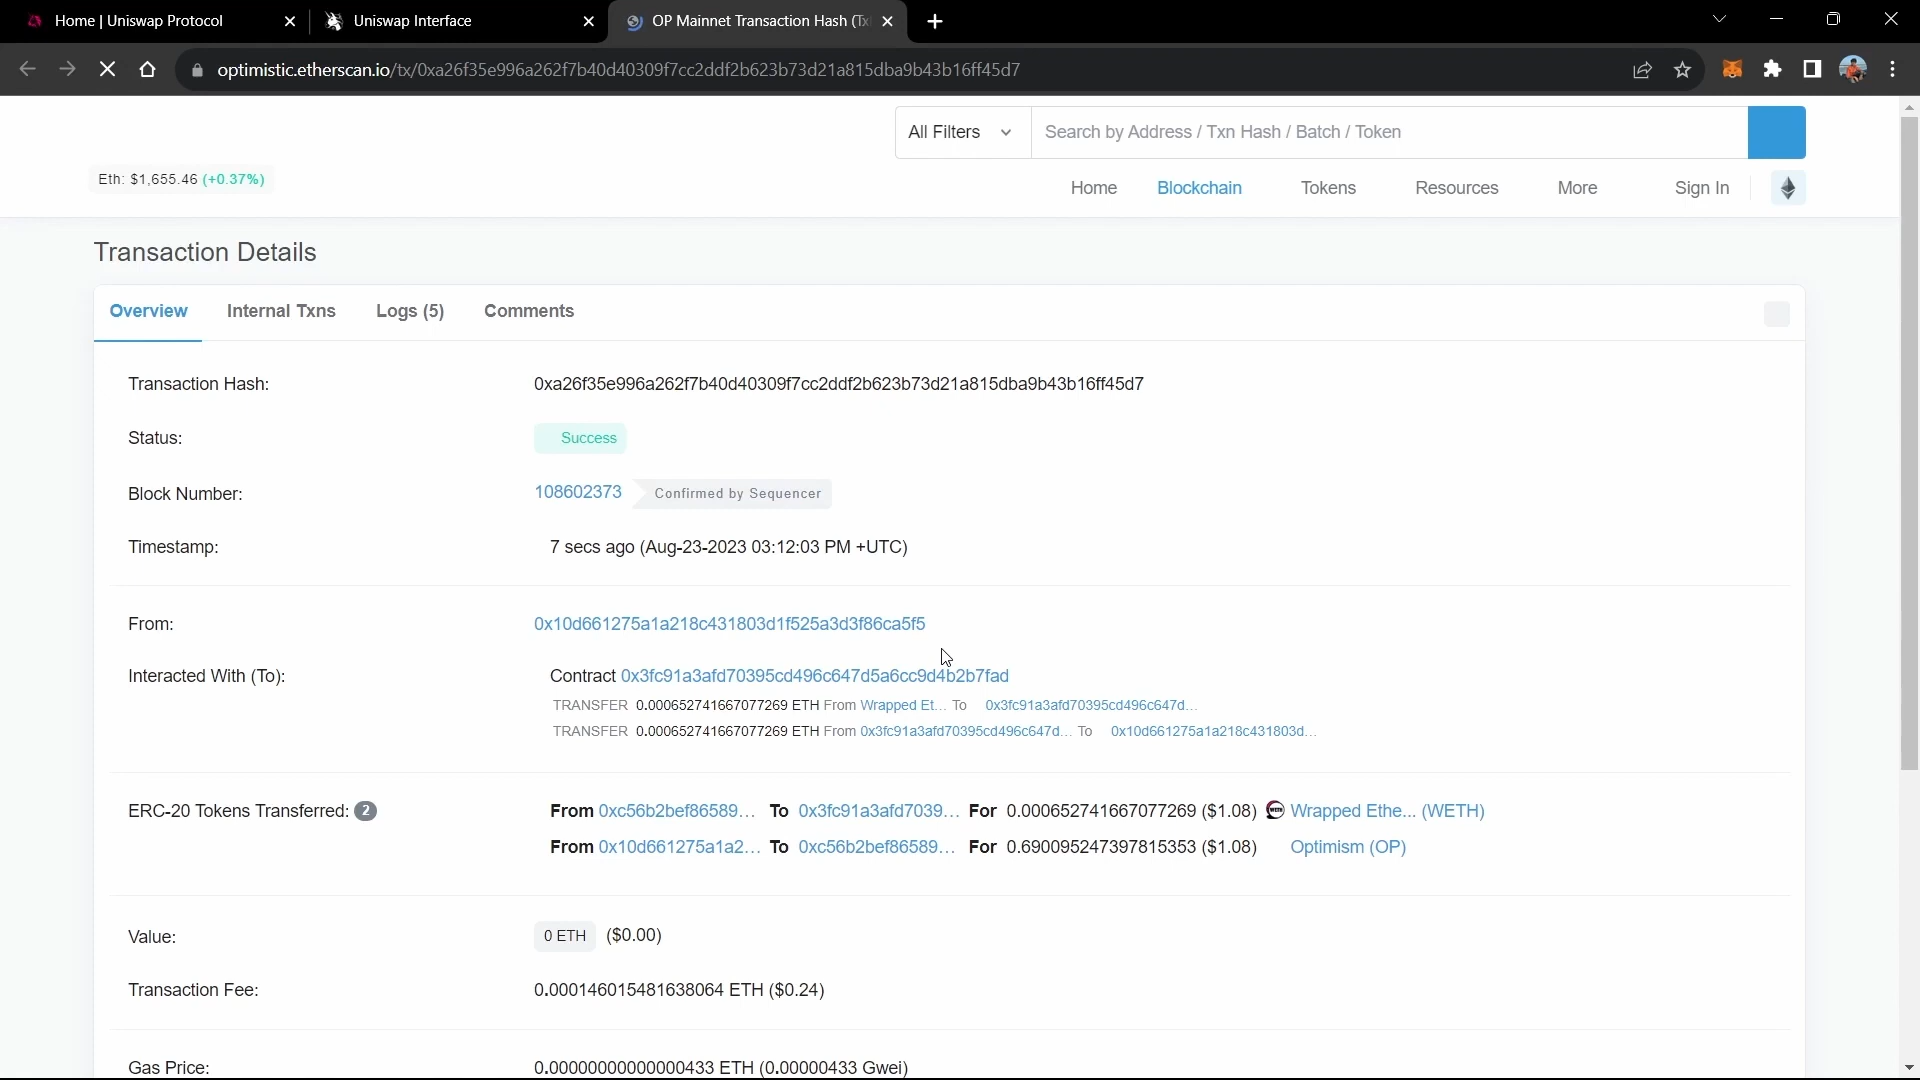 Home | Uniswap Protocol
Uniswap Interface
OP Mainnet Transaction Hash (Tx
optimistic.etherscan.io/tx/0xa26f35e996a262f7b40d40309f7cc2ddf2b623b73d21a815dba9b43b16ff45d7
All Filters
Search by Address / Txn Hash / Batch / Token
Eth: $1,655.46 (+0.37%)
Home
Blockchain
Tokens
Resources
More
Sign In
Transaction Details
Overview
Internal Txns
Logs (5)
Comments
Transaction Hash: 0xa26f35e996a262f7b40d40309f7cc2ddf2b623b73d21a815dba9b43b16ff45d7
Status: Success
Block Number: 108602373 Confirmed by Sequencer
Timestamp: 7 secs ago (Aug-23-2023 03:12:03 PM +UTC)
From: 0x10d661275a1a218c431803d1f525a3d3f86ca5f5
Interacted With (To): Contract 0x3fc91a3afd70395cd496c647d5a6cc9d4b2b7fad
TRANSFER 0.000652741667077269 ETH From Wrapped Et... To 0x3fc91a3afd70395cd496c647d...
TRANSFER 0.000652741667077269 ETH From 0x3fc91a3afd70395cd496c647d... To 0x10d661275a1a218c431803d...
ERC-20 Tokens Transferred: 2 From 0xc56b2bef86589... To 0x3fc91a3afd7039... For 0.000652741667077269 ($1.08) Wrapped Ethe... (WETH)
From 0x10d661275a1a2... To 0xc56b2bef86589... For 0.690095247397815353 ($1.08) Optimism (OP)
Value: 0 ETH ($0.00)
Transaction Fee: 0.000146015481638064 ETH ($0.24)
Gas Price: 0.00000000000000433 ETH (0.00000433 Gwei)